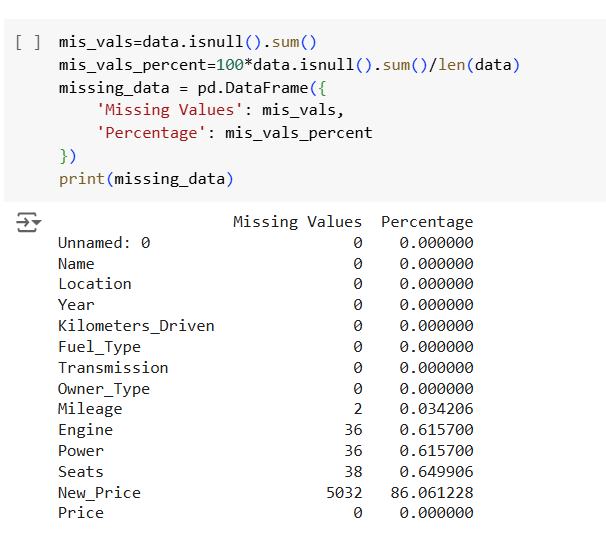 [ ] mis_vals=data.isnull().sum()
mis_vals_percent=100*data.isnull().sum()/len(data)
missing_data = pd.DataFrame({
    'Missing Values': mis_vals,
    'Percentage': mis_vals_percent
})
print(missing_data)
Missing Values Percentage
Unnamed: 0 0 0.000000
Name 0 0.000000
Location 0 0.000000
Year 0 0.000000
Kilometers_Driven 0 0.000000
Fuel_Type 0 0.000000
Transmission 0 0.000000
Owner_Type 0 0.000000
Mileage 2 0.034206
Engine 36 0.615700
Power 36 0.615700
Seats 38 0.649906
New_Price 5032 86.061228
Price 0 0.000000